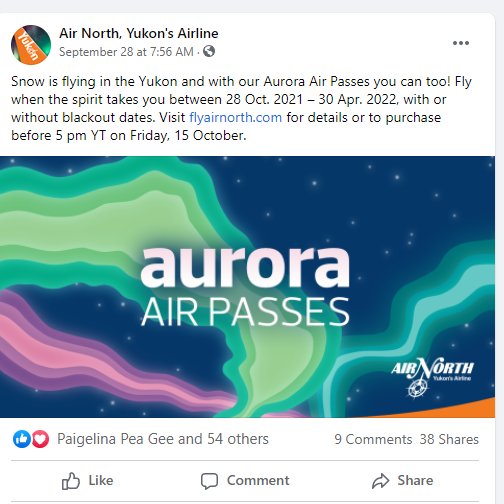 Yukon
Air North, Yukon's Airline
September 28 at 7:56 AM ·
Snow is flying in the Yukon and with our Aurora Air Passes you can too! Fly
when the spirit takes you between 28 Oct. 2021 – 30 Apr. 2022, with or
without blackout dates. Visit flyairnorth.com for details or to purchase
before 5 pm YT on Friday, 15 October.
aurora
AIR PASSES
AIR NORTH
Yukon's Airline
Paigelina Pea Gee and 54 others
9 Comments 38 Shares
Like
Comment
Share